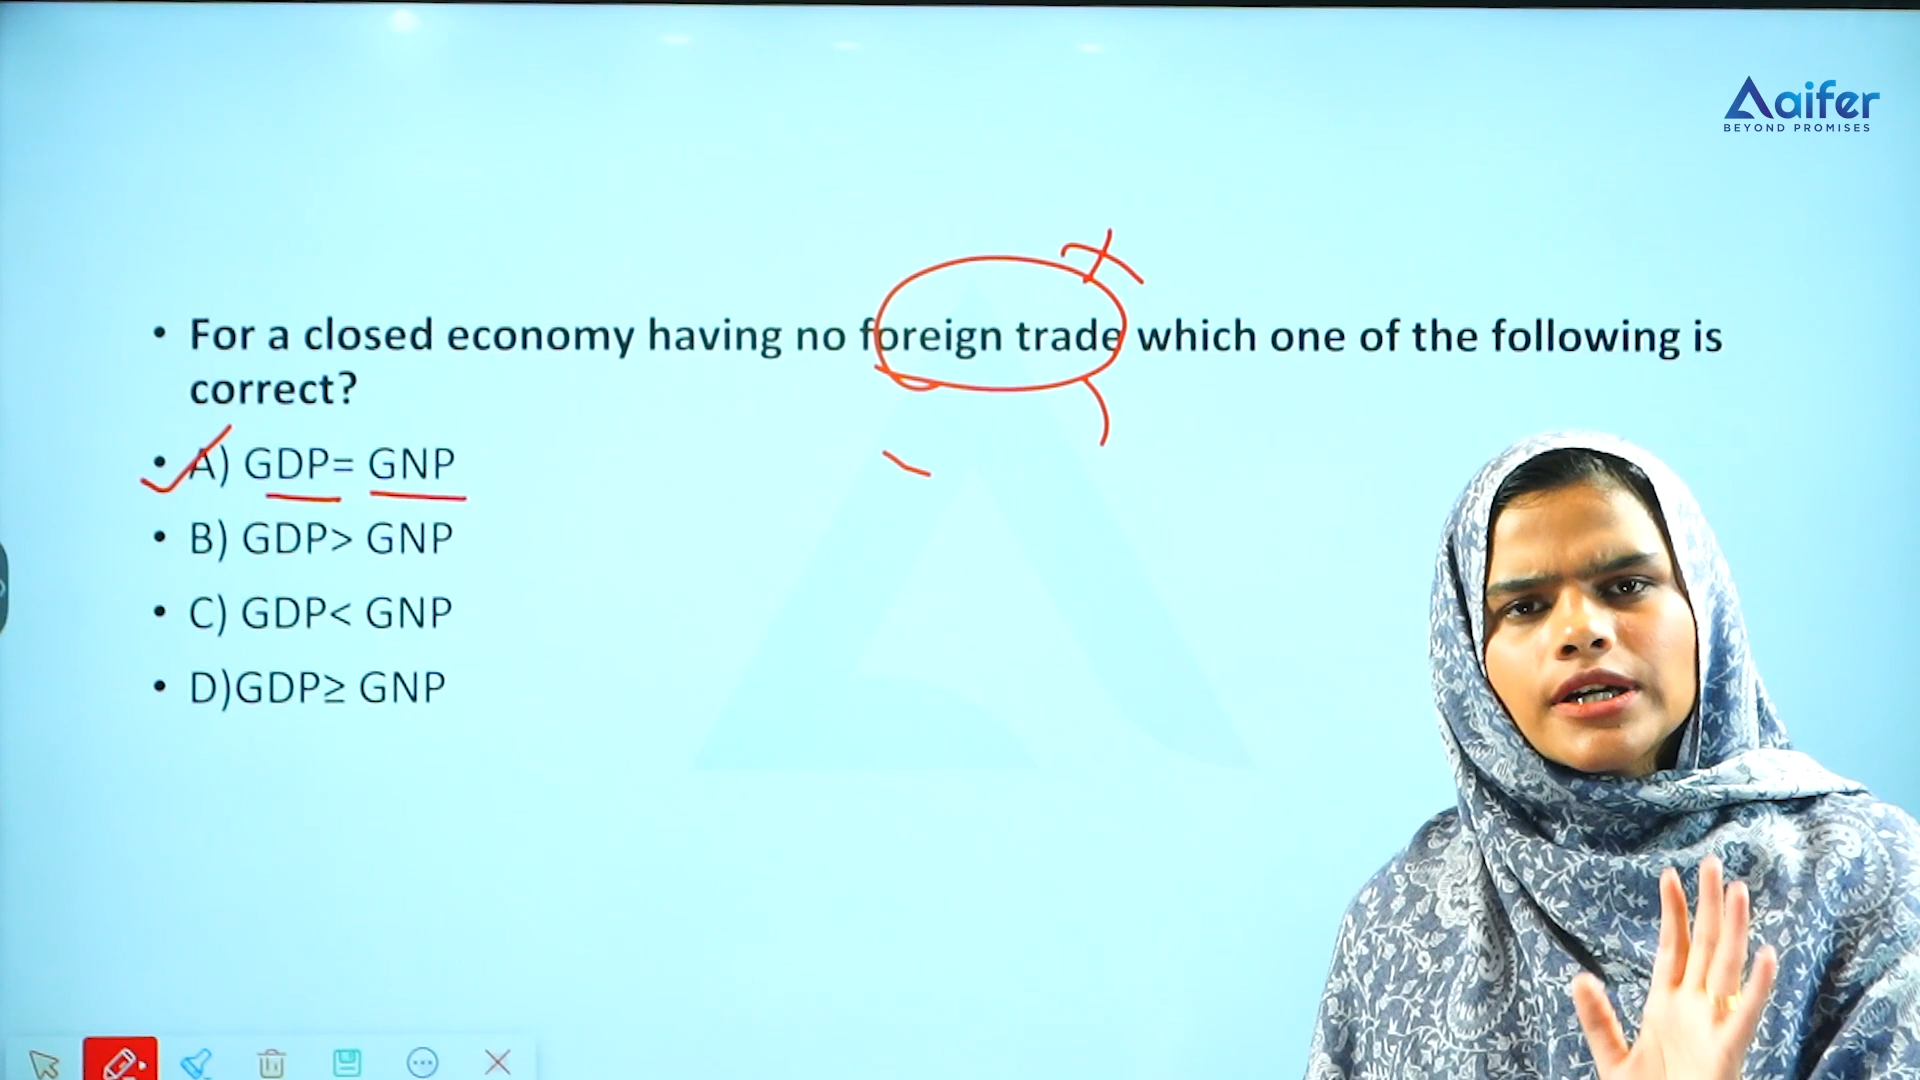 Aaifer
BEYOND PROMISES
• For a closed economy having no foreign trade which one of the following is
correct?
• A) GDP= GNP
• B) GDP> GNP
• C) GDP< GNP
• D)GDP≥ GNP